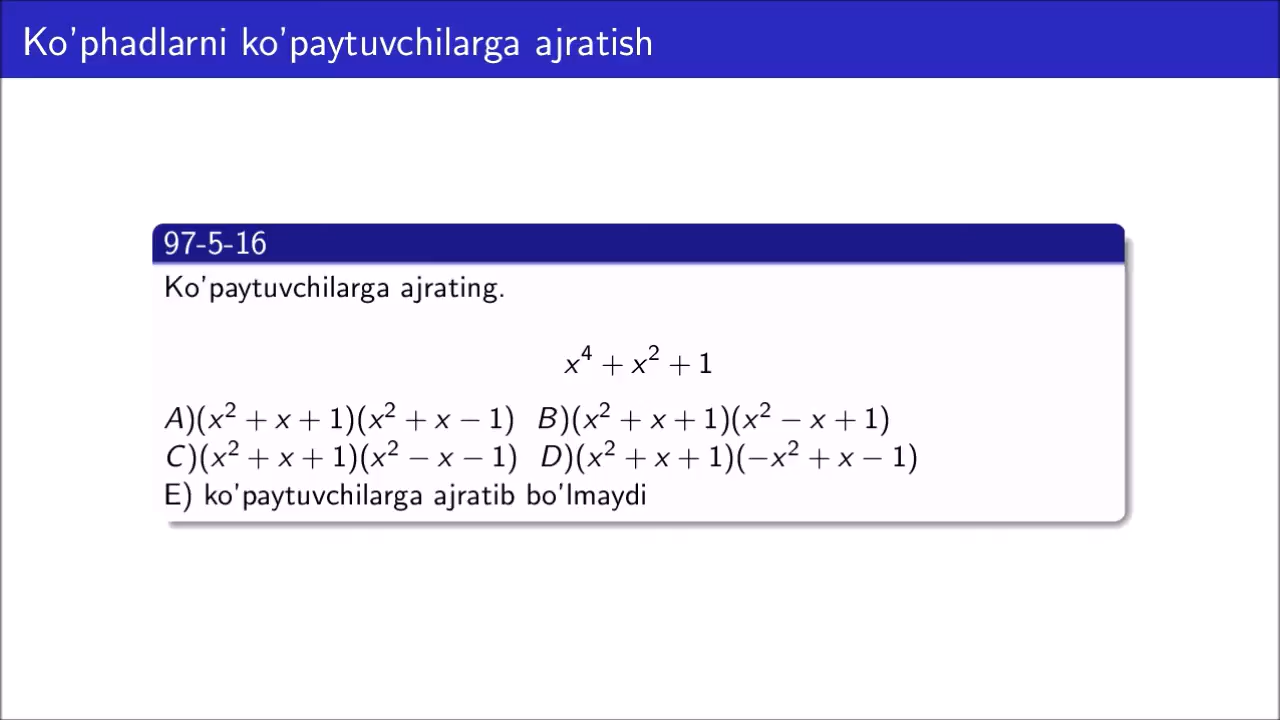 Ko'phadlarni ko'paytuvchilarga ajratish
97-5-16
Ko'paytuvchilarga ajrating.
x⁴ + x² + 1
A)(x² + x + 1)(x² + x − 1) B)(x² + x + 1)(x² − x + 1)
C)(x² + x + 1)(x² − x − 1) D)(x² + x + 1)(−x² + x − 1)
E) ko'paytuvchilarga ajratib bo'lmaydi